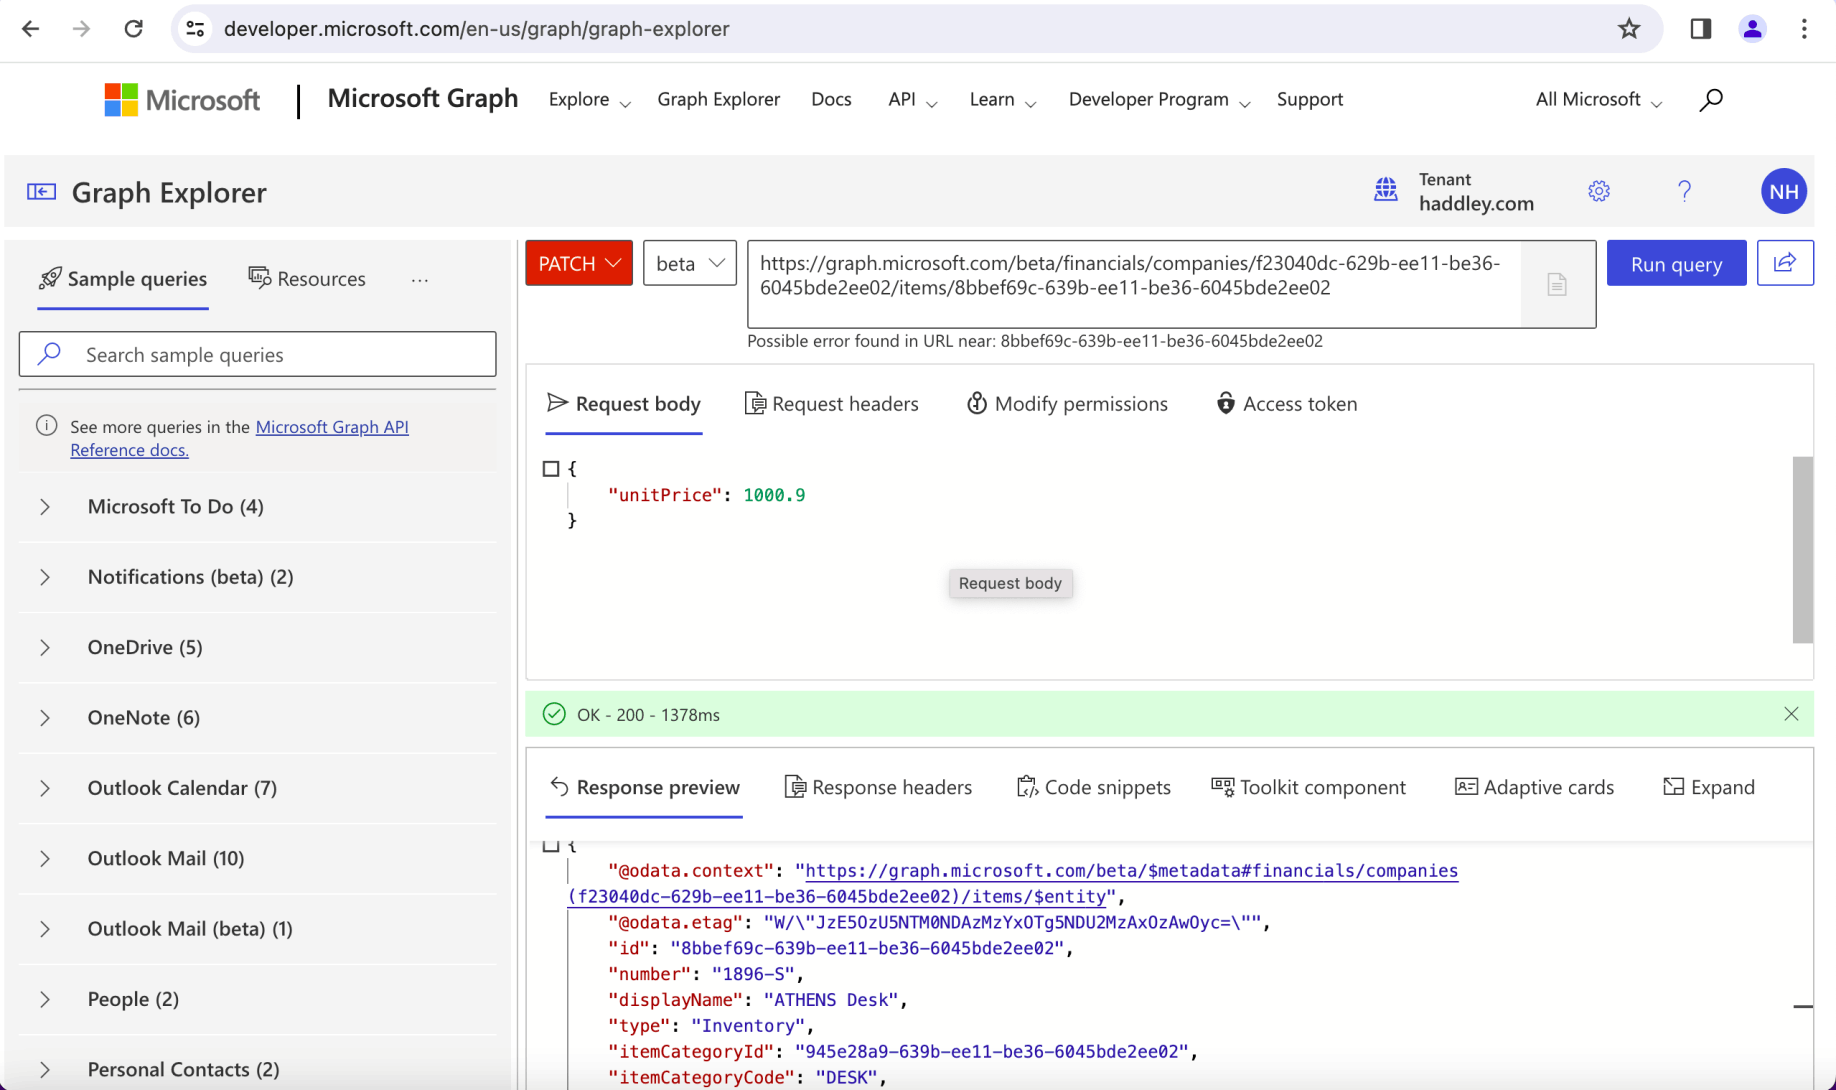 developer.microsoft.com/en-us/graph/graph-explorer
Microsoft
Microsoft Graph
Explore
Graph Explorer
Docs
API
Learn
Developer Program
Support
All Microsoft
Graph Explorer
Tenant
haddley.com
?
NH
Sample queries
Resources
...
Search sample queries
See more queries in the Microsoft Graph API
Reference docs.
Microsoft To Do (4)
Notifications (beta) (2)
OneDrive (5)
OneNote (6)
Outlook Calendar (7)
Outlook Mail (10)
Outlook Mail (beta) (1)
People (2)
Personal Contacts (2)
PATCH
beta
https://graph.microsoft.com/beta/financials/companies/f23040dc-629b-ee11-be36-
6045bde2ee02/items/8bbef69c-639b-ee11-be36-6045bde2ee02
Run query
Possible error found in URL near: 8bbef69c-639b-ee11-be36-6045bde2ee02
Request body
Request headers
Modify permissions
Access token
{
"unitPrice": 1000.9
}
Request body
OK - 200 - 1378ms
Response preview
Response headers
Code snippets
Toolkit component
Adaptive cards
Expand
{
"@odata.context": "https://graph.microsoft.com/beta/$metadata#financials/companies
(f23040dc-629b-ee11-be36-6045bde2ee02)/items/$entity",
"@odata.etag": "W/\"JzE5OzU5NTM0NDAzMzYxOTg5NDU2MzAxOzAwOyc=\"",
"id": "8bbef69c-639b-ee11-be36-6045bde2ee02",
"number": "1896-S",
"displayName": "ATHENS Desk",
"type": "Inventory",
"itemCategoryId": "945e28a9-639b-ee11-be36-6045bde2ee02",
"itemCategoryCode": "DESK",